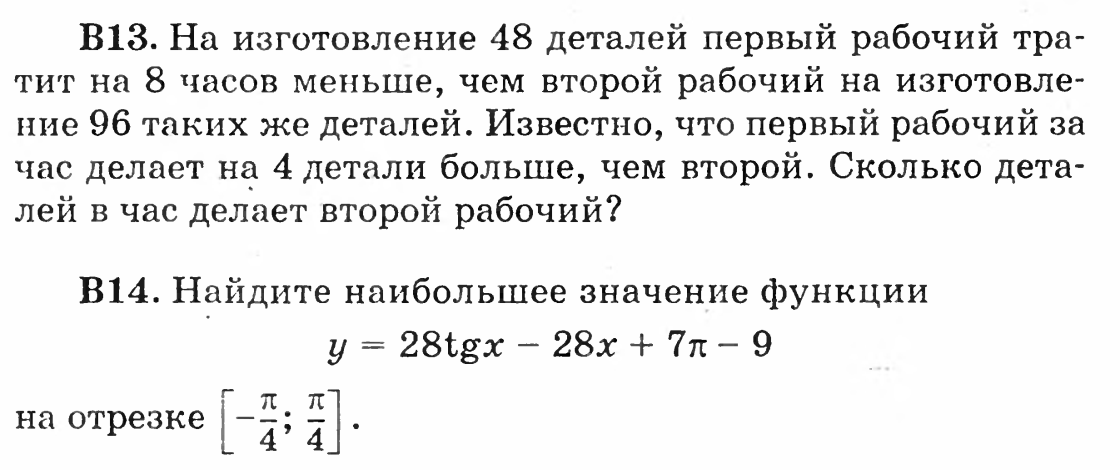 В13. На изготовление 48 деталей первый рабочий тра-
тит на 8 часов меньше, чем второй рабочий на изготовле-
ние 96 таких же деталей. Известно, что первый рабочий за
час делает на 4 детали больше, чем второй. Сколько дета-
лей в час делает второй рабочий?
В14. Найдите наибольшее значение функции
y = 28tgx − 28x + 7π − 9
на отрезке [−π/4; π/4].